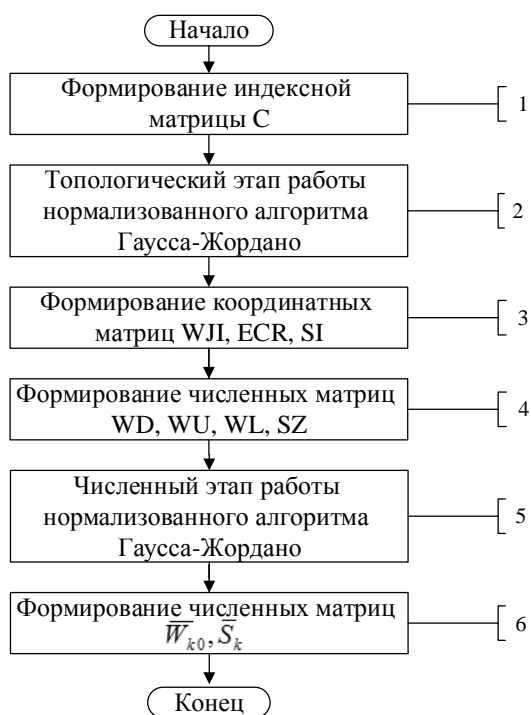 Начало
Формирование индексной
матрицы C
1
Топологический этап работы
нормализованного алгоритма
Гаусса-Жордано
2
Формирование координатных
матриц WJI, ECR, SI
3
Формирование численных матриц
WD, WU, WL, SZ
4
Численный этап работы
нормализованного алгоритма
Гаусса-Жордано
5
Формирование численных матриц
W̅k0, S̅k
6
Конец